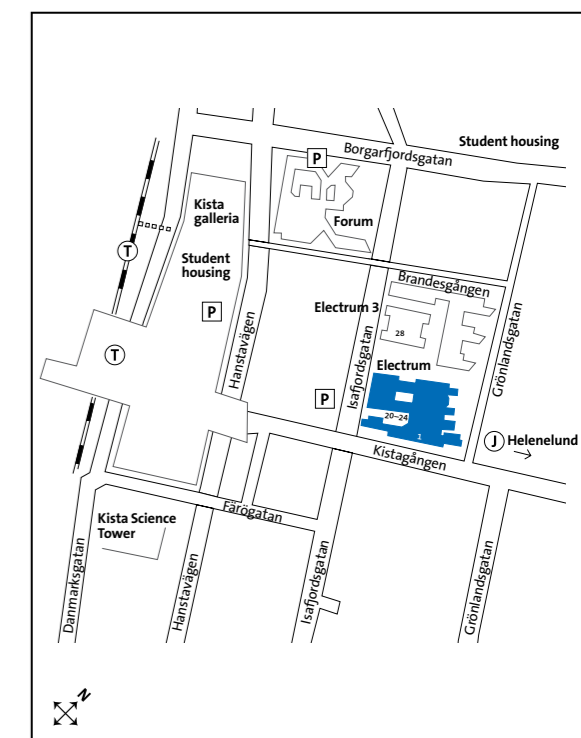 Student housing
P
Borgarfjordsgatan
Kista
galleria
Forum
T
Student
housing
Brandesgången
Electrum 3
P
28
T
Hanstavägen
Isafjordsgatan
Grönlandsgatan
Electrum
P
20–24
1
J Helenelund
Kistagången
Färögatan
Kista Science
Tower
Danmarksgatan
Hanstavägen
Isafjordsgatan
Grönlandsgatan
N